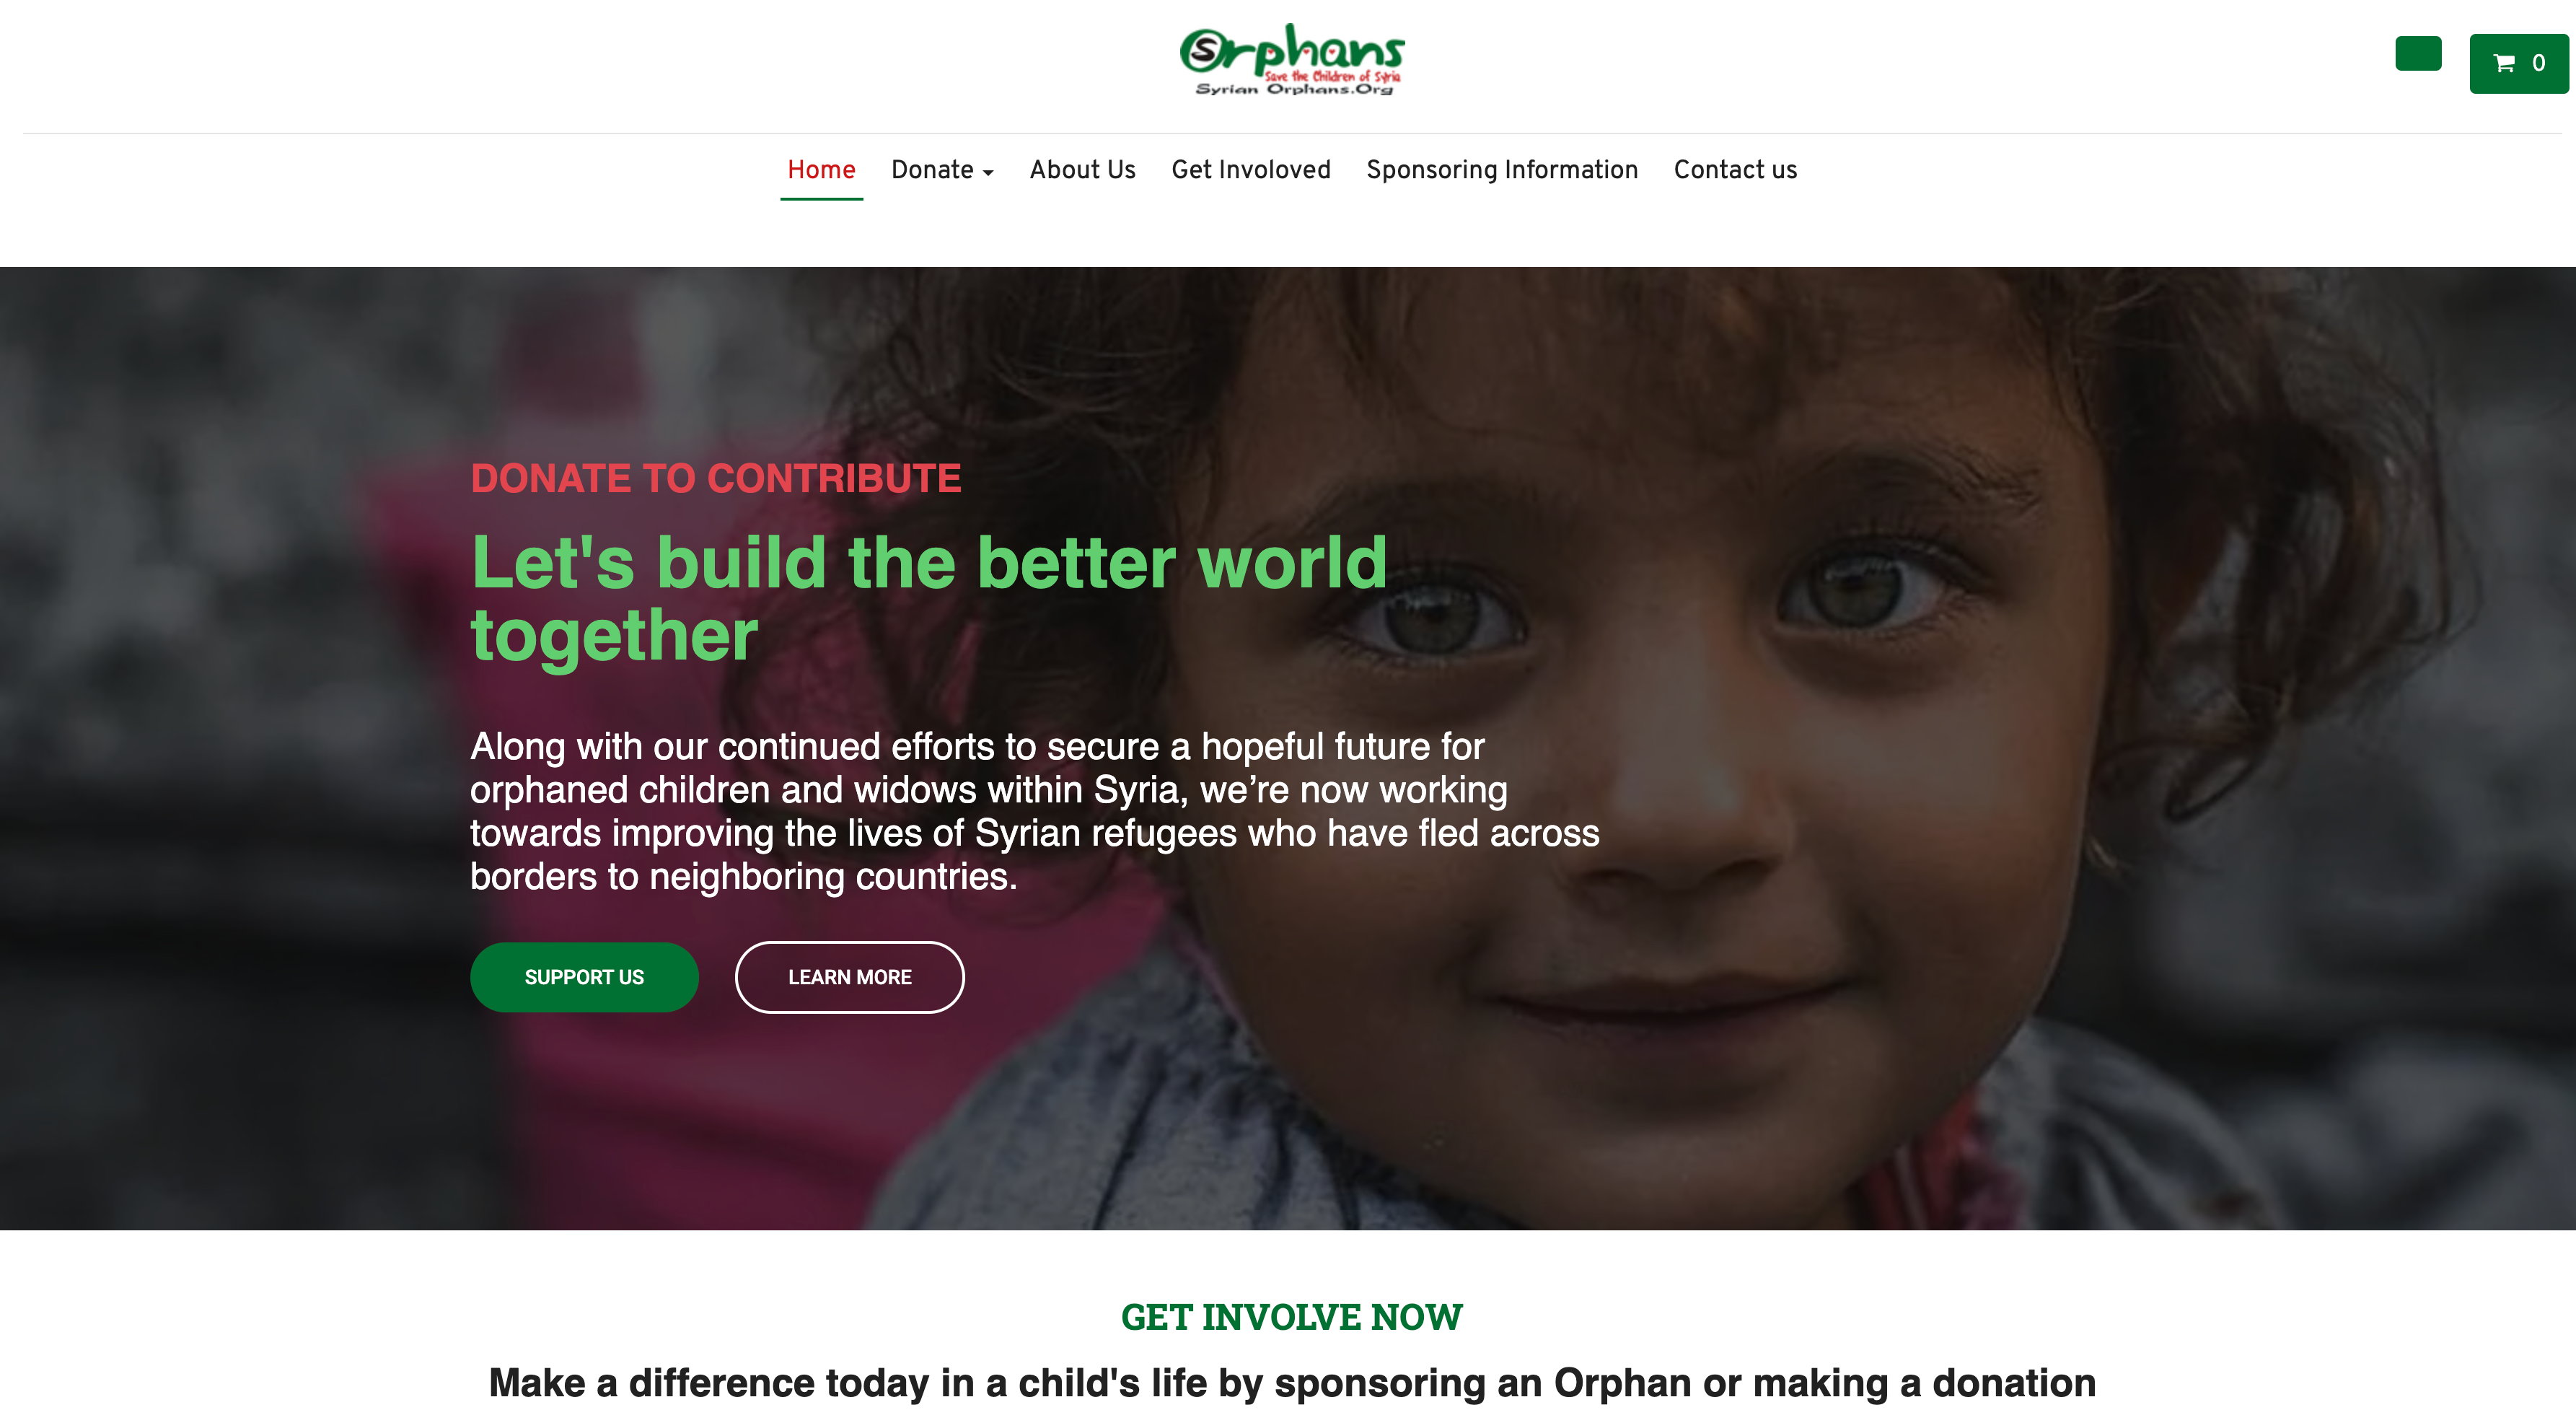 Orphans
Save the Children of Syria
Syrian Orphans.Org
0
Home Donate About Us Get Involoved Sponsoring Information Contact us
DONATE TO CONTRIBUTE
Let's build the better world
together
Along with our continued efforts to secure a hopeful future for
orphaned children and widows within Syria, we’re now working
towards improving the lives of Syrian refugees who have fled across
borders to neighboring countries.
SUPPORT US LEARN MORE
GET INVOLVE NOW
Make a difference today in a child's life by sponsoring an Orphan or making a donation